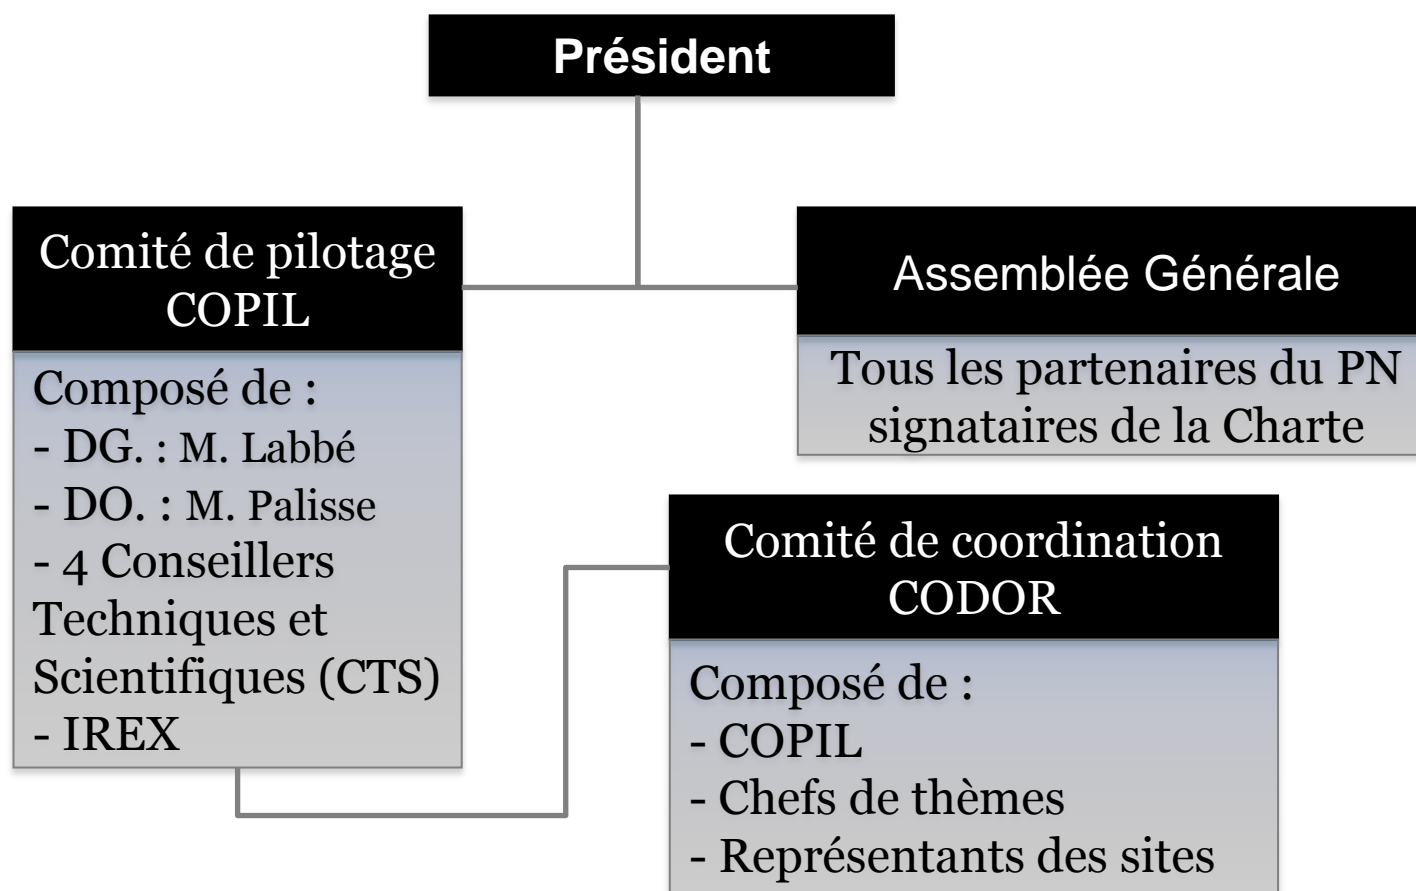 Président
Comité de pilotage
COPIL
Composé de :
- DG. : M. Labbé
- DO. : M. Palisse
- 4 Conseillers
Techniques et
Scientifiques (CTS)
- IREX
Assemblée Générale
Tous les partenaires du PN
signataires de la Charte
Comité de coordination
CODOR
Composé de :
- COPIL
- Chefs de thèmes
- Représentants des sites